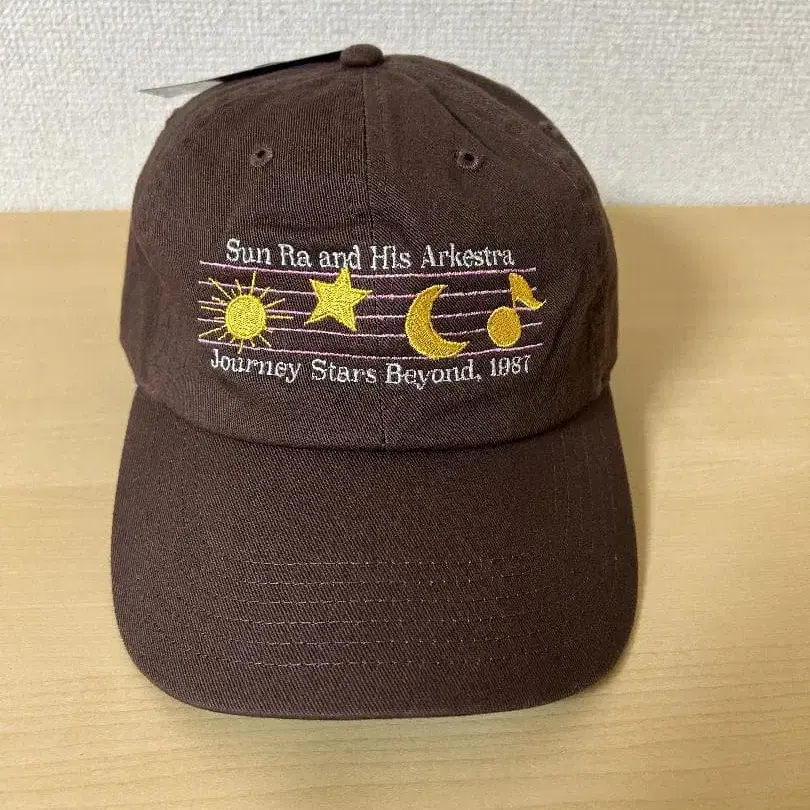 Sun Ra and His Arkestra
Journey Stars Beyond, 1987